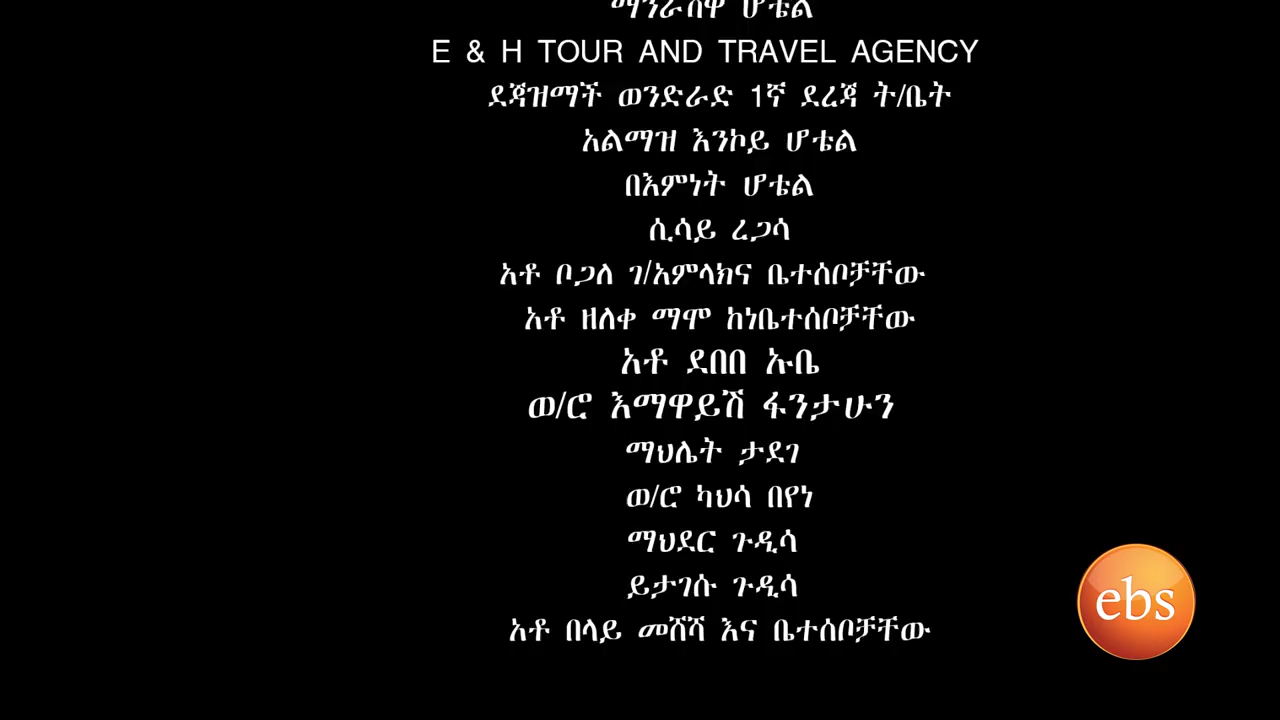 ሆቴል
E & H TOUR AND TRAVEL AGENCY
ደጃዝማች ወንድራድ 1ኛ ደረጃ ት/ቤት
አልማዝ እንኮይ ሆቴል
በእምነት ሆቴል
ሲሳይ ረጋሳ
አቶ ቦጋለ ገ/አምላክና ቤተሰቦቻቸው
አቶ ዘለቀ ማሞ ከነቤተሰቦቻቸው
አቶ ደበበ ኡቤ
ወ/ሮ እማዋይሽ ፋንታሁን
ማህሌት ታደገ
ወ/ሮ ካህሳ በየነ
ማህደር ጉዲሳ
ይታገሱ ጉዲሳ
አቶ በላይ መሸሻ እና ቤተሰቦቻቸው
ebs